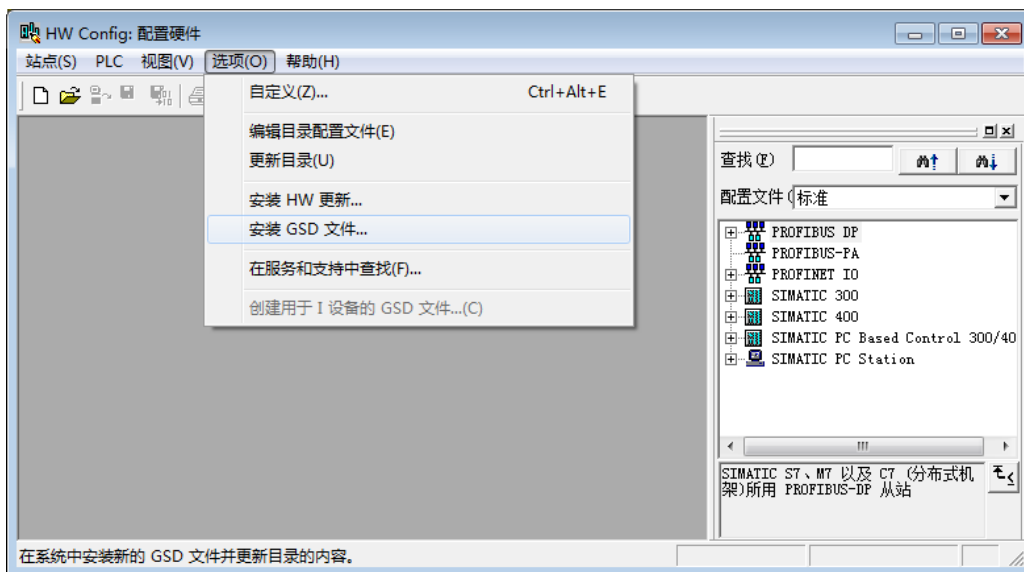 HW Config: 配置硬件
站点(S) PLC 视图(V) 选项(O) 帮助(H)
自定义(Z)... Ctrl+Alt+E
编辑目录配置文件(E)
更新目录(U)
安装 HW 更新...
安装 GSD 文件...
在服务和支持中查找(F)...
创建用于 I 设备的 GSD 文件...(C)
查找(F)
配置文件( 标准
PROFIBUS DP
PROFIBUS-PA
PROFINET IO
SIMATIC 300
SIMATIC 400
SIMATIC PC Based Control 300/40
SIMATIC PC Station
SIMATIC S7、M7 以及 C7 (分布式机
架)所用 PROFIBUS-DP 从站
在系统中安装新的 GSD 文件并更新目录的内容。